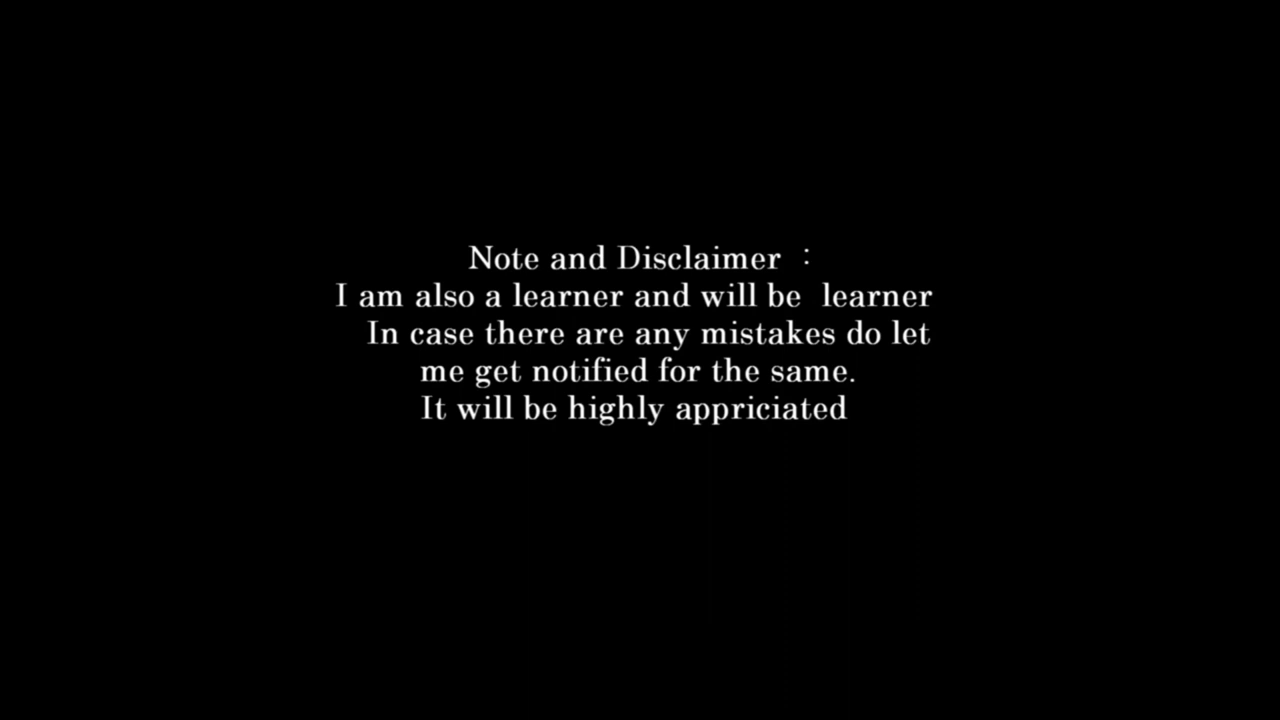 Note and Disclaimer :
I am also a learner and will be learner
In case there are any mistakes do let
me get notified for the same.
It will be highly appriciated